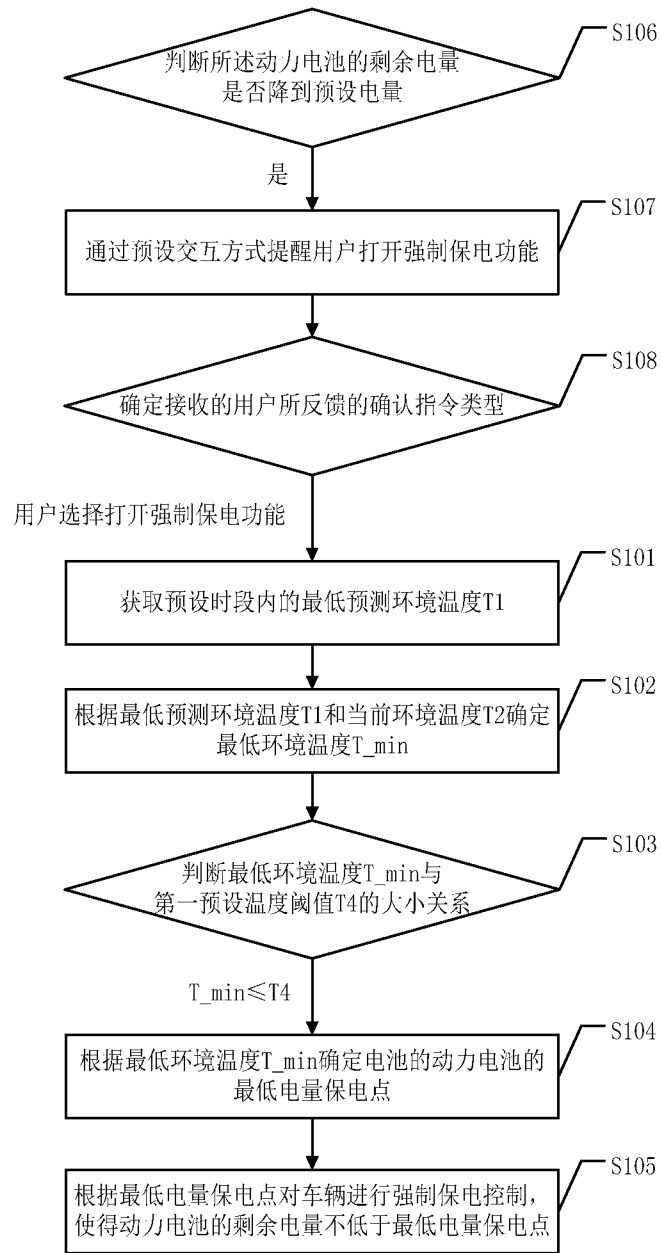 S106
判断所述动力电池的剩余电量
是否降到预设电量
是
S107
通过预设交互方式提醒用户打开强制保电功能
S108
确定接收的用户所反馈的确认指令类型
用户选择打开强制保电功能
S101
获取预设时段内的最低预测环境温度T1
S102
根据最低预测环境温度T1和当前环境温度T2确定
最低环境温度T_min
S103
判断最低环境温度T_min与
第一预设温度阈值T4的大小关系
T_min≤T4
S104
根据最低环境温度T_min确定电池的动力电池的
最低电量保电点
S105
根据最低电量保电点对车辆进行强制保电控制，
使得动力电池的剩余电量不低于最低电量保电点